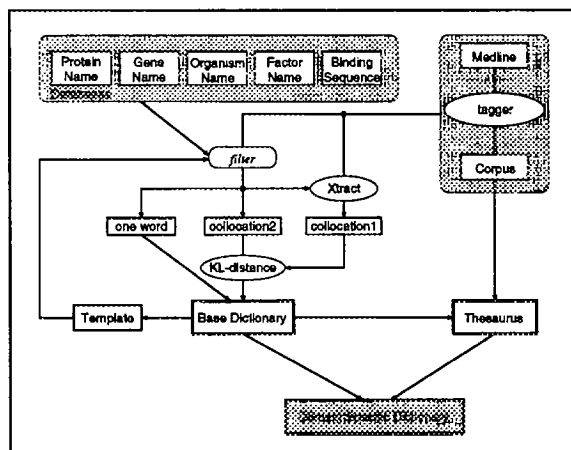 Protein
Name
Gene
Name
Organism
Name
Factor
Name
Binding
Sequence
Medline
tagger
Corpus
filter
Xtract
one word
collocation2
collocation1
KL-distance
Template
Base Dictionary
Thesaurus